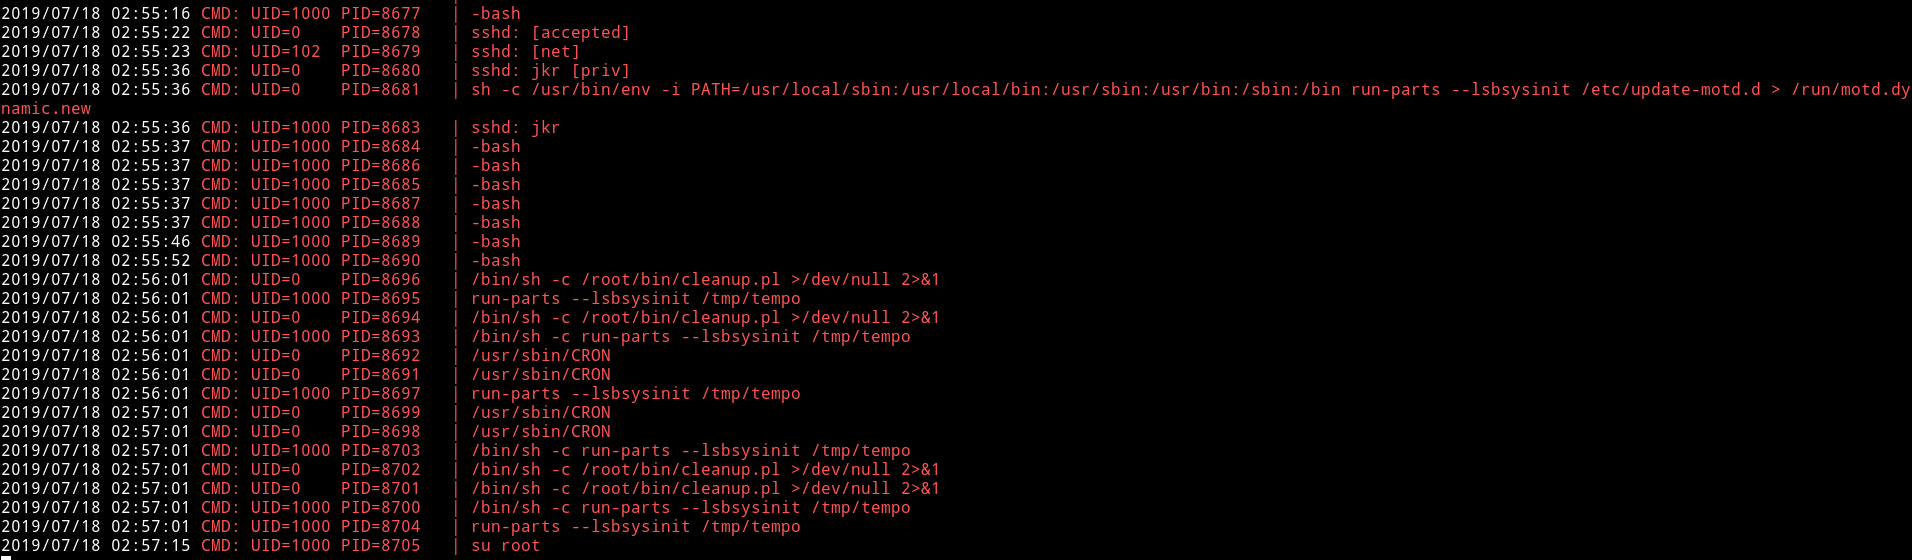 2019/07/18 02:55:16 CMD: UID=1000 PID=8677   | -bash
2019/07/18 02:55:22 CMD: UID=0    PID=8678   | sshd: [accepted]
2019/07/18 02:55:23 CMD: UID=102  PID=8679   | sshd: [net]
2019/07/18 02:55:36 CMD: UID=0    PID=8680   | sshd: jkr [priv]
2019/07/18 02:55:36 CMD: UID=0    PID=8681   | sh -c /usr/bin/env -i PATH=/usr/local/sbin:/usr/local/bin:/usr/sbin:/usr/bin:/sbin:/bin run-parts --lsbsysinit /etc/update-motd.d > /run/motd.dy
namic.new
2019/07/18 02:55:36 CMD: UID=1000 PID=8683   | sshd: jkr
2019/07/18 02:55:37 CMD: UID=1000 PID=8684   | -bash
2019/07/18 02:55:37 CMD: UID=1000 PID=8686   | -bash
2019/07/18 02:55:37 CMD: UID=1000 PID=8685   | -bash
2019/07/18 02:55:37 CMD: UID=1000 PID=8687   | -bash
2019/07/18 02:55:37 CMD: UID=1000 PID=8688   | -bash
2019/07/18 02:55:46 CMD: UID=1000 PID=8689   | -bash
2019/07/18 02:55:52 CMD: UID=1000 PID=8690   | -bash
2019/07/18 02:56:01 CMD: UID=0    PID=8696   | /bin/sh -c /root/bin/cleanup.pl >/dev/null 2>&1
2019/07/18 02:56:01 CMD: UID=1000 PID=8695   | run-parts --lsbsysinit /tmp/tempo
2019/07/18 02:56:01 CMD: UID=0    PID=8694   | /bin/sh -c /root/bin/cleanup.pl >/dev/null 2>&1
2019/07/18 02:56:01 CMD: UID=1000 PID=8693   | /bin/sh -c run-parts --lsbsysinit /tmp/tempo
2019/07/18 02:56:01 CMD: UID=0    PID=8692   | /usr/sbin/CRON
2019/07/18 02:56:01 CMD: UID=0    PID=8691   | /usr/sbin/CRON
2019/07/18 02:56:01 CMD: UID=1000 PID=8697   | run-parts --lsbsysinit /tmp/tempo
2019/07/18 02:57:01 CMD: UID=0    PID=8699   | /usr/sbin/CRON
2019/07/18 02:57:01 CMD: UID=0    PID=8698   | /usr/sbin/CRON
2019/07/18 02:57:01 CMD: UID=1000 PID=8703   | /bin/sh -c run-parts --lsbsysinit /tmp/tempo
2019/07/18 02:57:01 CMD: UID=0    PID=8702   | /bin/sh -c /root/bin/cleanup.pl >/dev/null 2>&1
2019/07/18 02:57:01 CMD: UID=0    PID=8701   | /bin/sh -c /root/bin/cleanup.pl >/dev/null 2>&1
2019/07/18 02:57:01 CMD: UID=1000 PID=8700   | /bin/sh -c run-parts --lsbsysinit /tmp/tempo
2019/07/18 02:57:01 CMD: UID=1000 PID=8704   | run-parts --lsbsysinit /tmp/tempo
2019/07/18 02:57:15 CMD: UID=1000 PID=8705   | su root